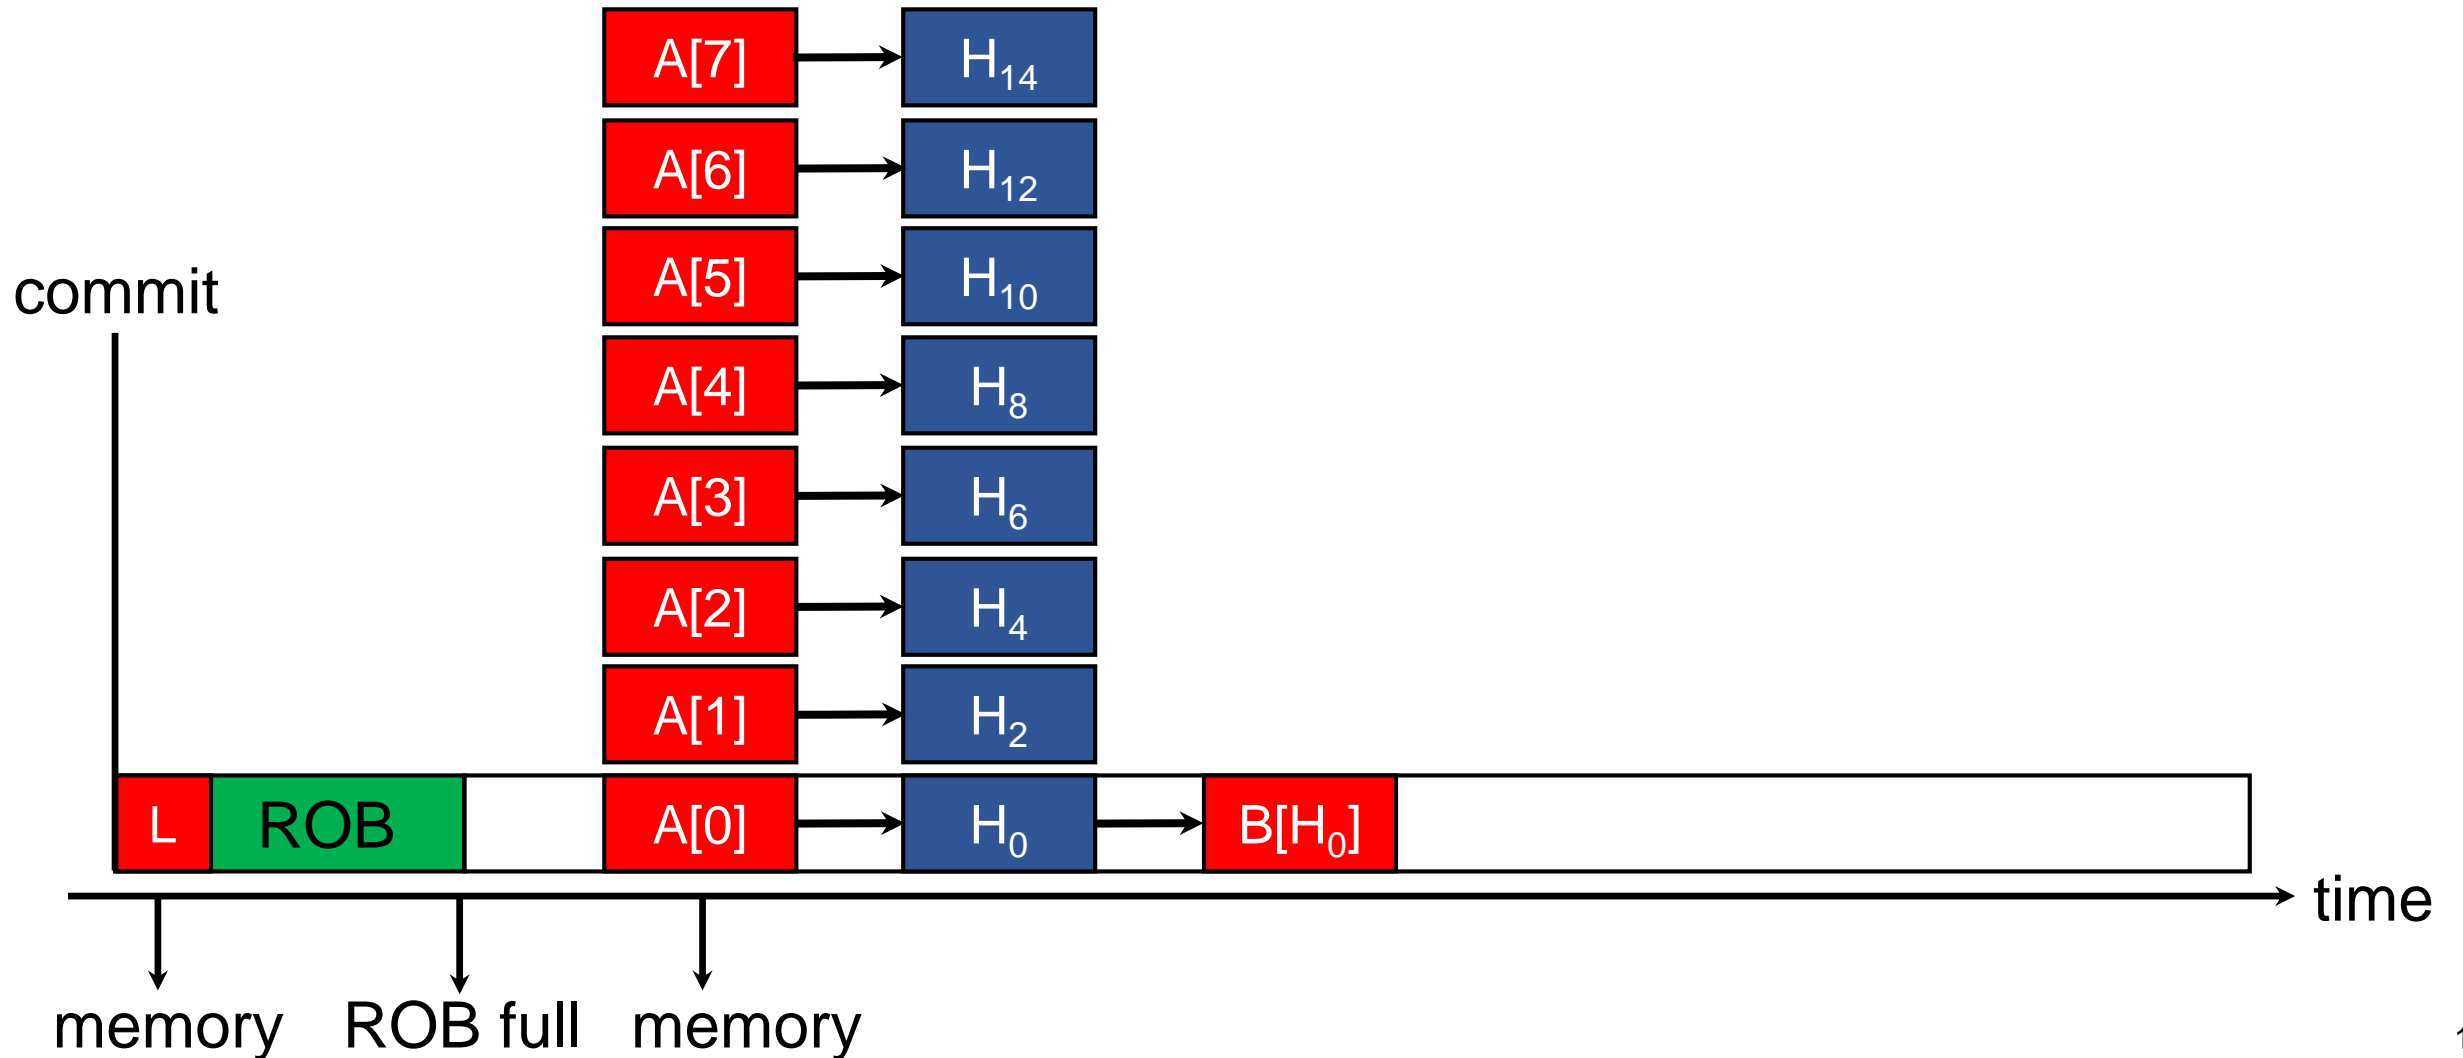 A[7] H14
A[6] H12
A[5] H10
commit
A[4] H8
A[3] H6
A[2] H4
A[1] H2
L ROB A[0] H0 B[H0]
time
memory ROB full memory